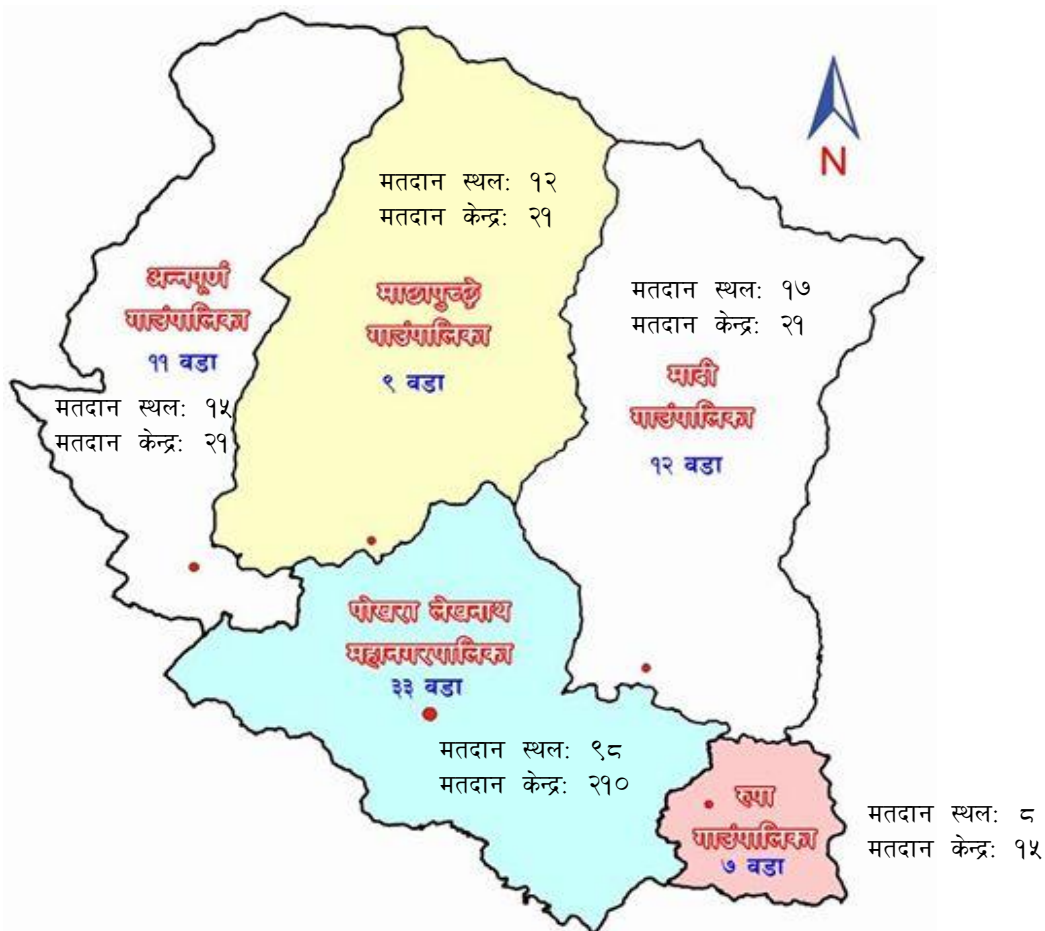 मतदान स्थल: १२
मतदान केन्द्र: २१
माछापुच्छ्रे
गाउंपालिका
९ वडा
N
अन्नपूर्ण
गाउंपालिका
११ वडा
मतदान स्थल: १५
मतदान केन्द्र: २१
मतदान स्थल: १७
मतदान केन्द्र: २१
मादी
गाउंपालिका
१२ वडा
पोखरा लेखनाथ
महानगरपालिका
३३ वडा
मतदान स्थल: ९८
मतदान केन्द्र: २१०
रुपा
गाउंपालिका
७ वडा
मतदान स्थल: ८
मतदान केन्द्र: १५